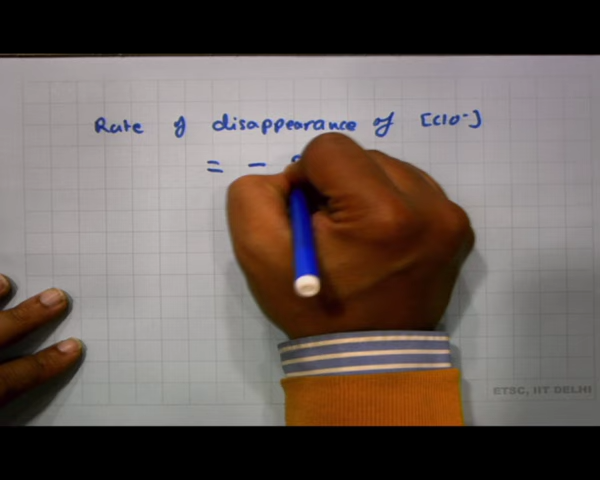 Rate of disappearance of [ClO⁻]
= -
ETSC, IIT DELHI